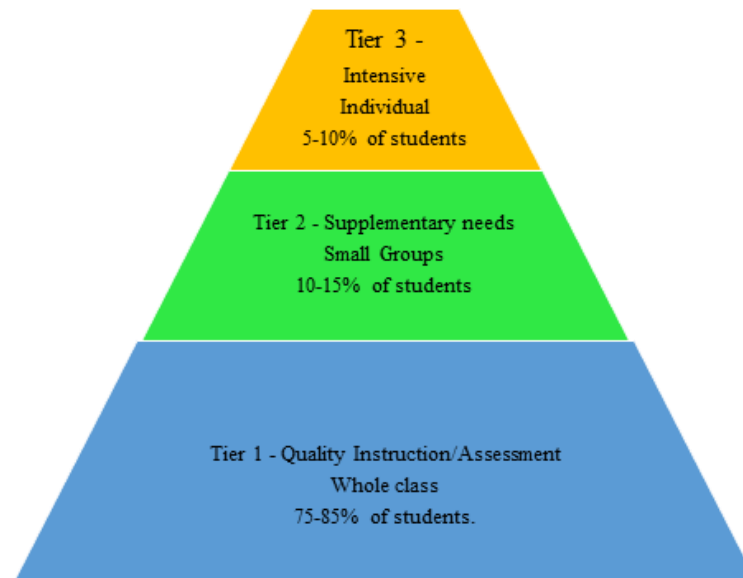 Tier 3 -
Intensive
Individual
5-10% of students
Tier 2 - Supplementary needs
Small Groups
10-15% of students
Tier 1 - Quality Instruction/Assessment
Whole class
75-85% of students.